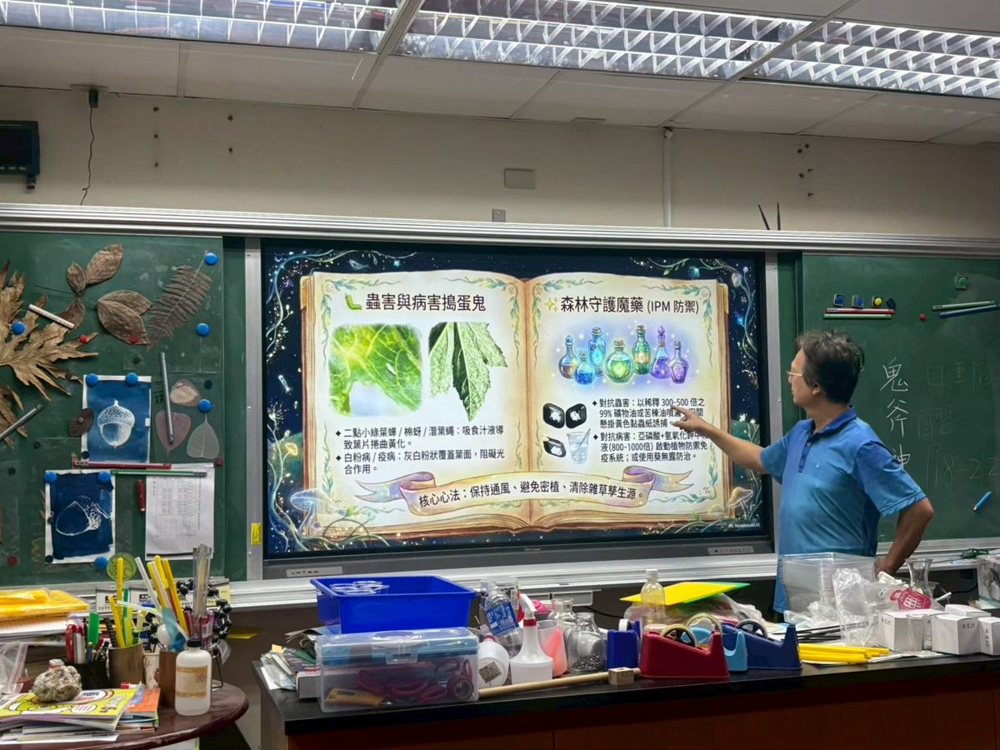 蟲害與病害搗蛋鬼
二點小綠葉蟬 / 棉蚜 / 潛葉蠅：吸食汁液導
致葉片捲曲黃化。
白粉病 / 疫病：灰白粉狀覆蓋葉面，阻礙光
合作用。
森林守護魔藥 (IPM 防禦)
對抗蟲害：以稀釋 300-500 倍之
99% 礦物油或苦楝油噴
懸掛黃色黏蟲紙誘捕
對抗病害：亞磷酸+氫氧化鉀
液(800-1000倍) 啟動植物防禦免
疫系統；或使用葵無露防治。
核心心法：保持通風、避免密植、清除雜草孳生源。
NotebookLM
鬼
斧